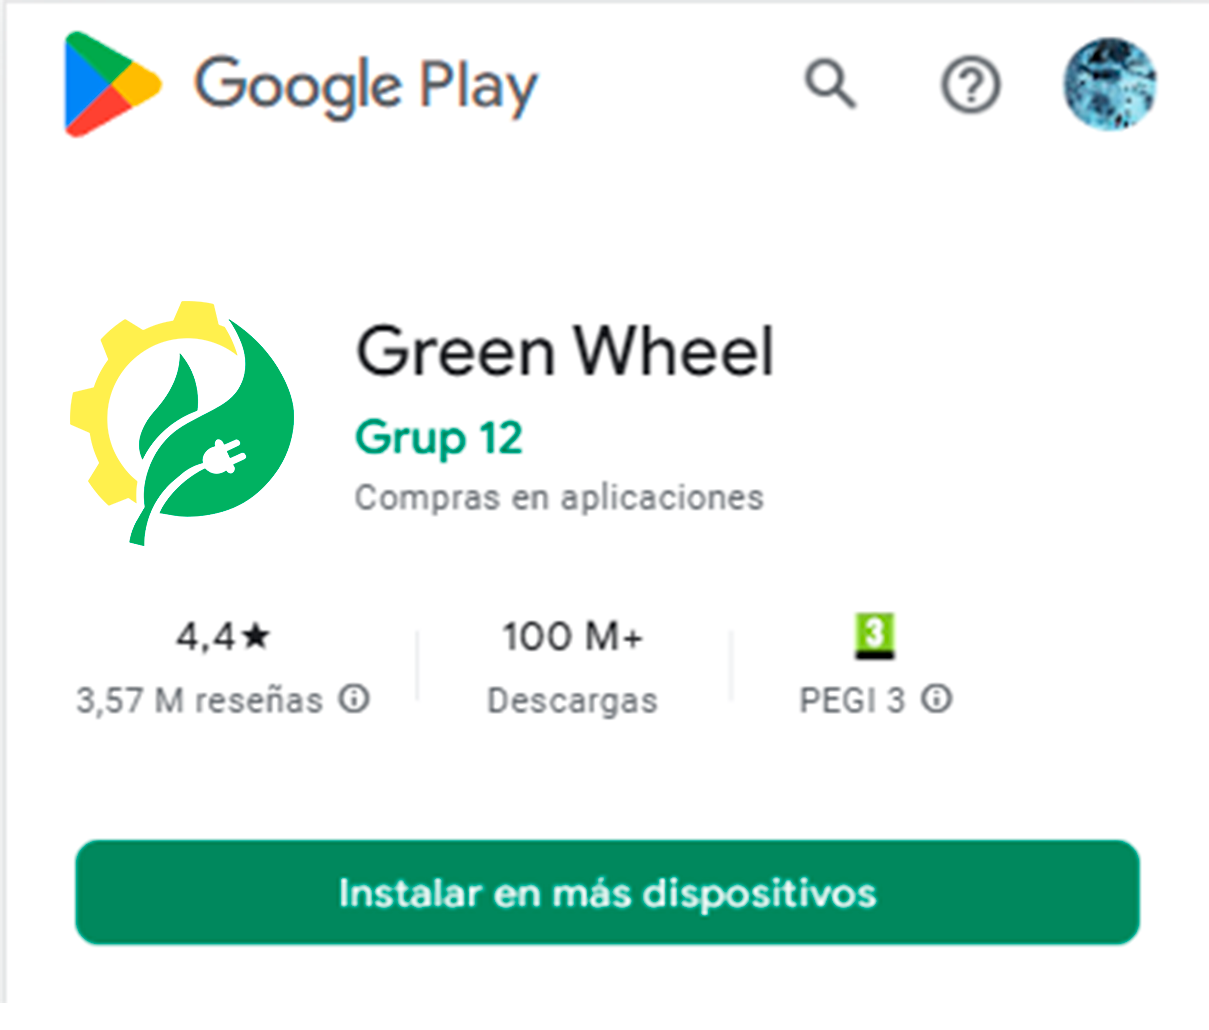 Google Play
Green Wheel
Grup 12
Compras en aplicaciones
4,4★ 100 M+ 3
3,57 M reseñas Descargas PEGI 3
Instalar en más dispositivos